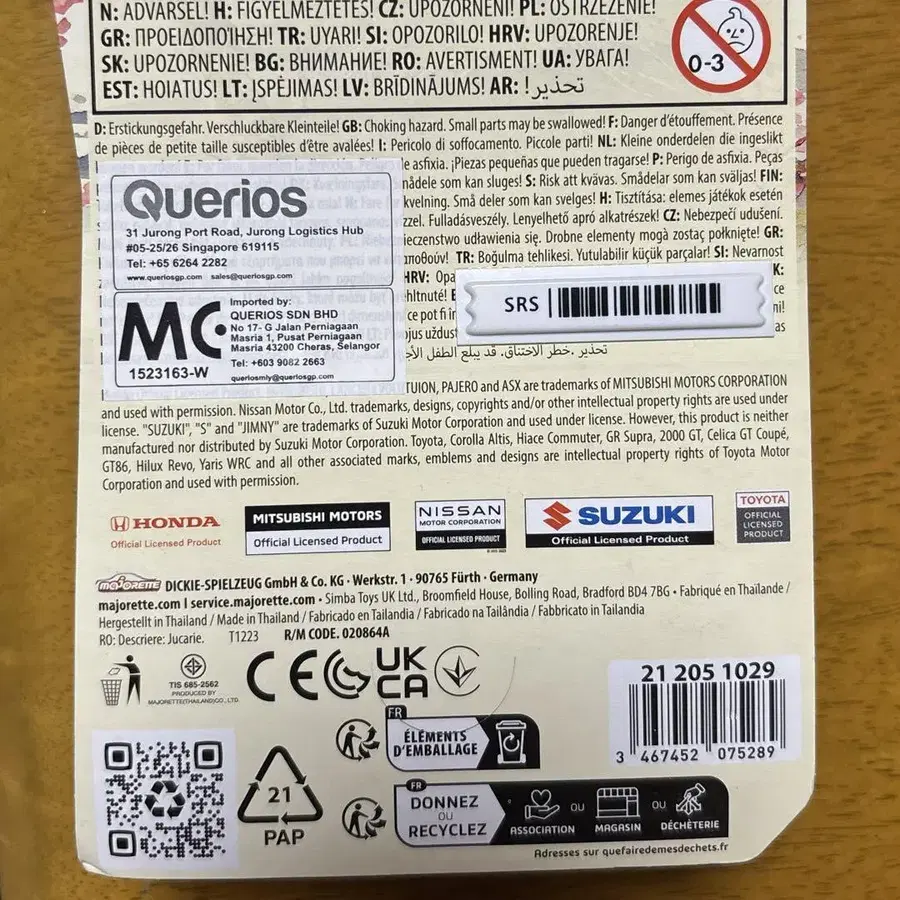 N: ADVARSEL! H: FIGYELMEZTETÉS! CZ: UPOZORNĚNÍ! PL: OSTRZEŻENIE!
GR: ΠΡΟΕΙΔΟΠΟΊΗΣΗ! TR: UYARI! SI: OPOZORILO! HRV: UPOZORENJE!
SK: UPOZORNENIE! BG: ВНИМАНИЕ! RO: AVERTISMENT! UA: УВАГА!
EST: HOIATUS! LT: ĮSPĖJIMAS! LV: BRĪDINĀJUMS! AR: تحذير!
0-3
D: Erstickungsgefahr. Verschluckbare Kleinteile! GB: Choking hazard. Small parts may be swallowed! F: Danger d'étouffement. Présence
de pièces de petite taille susceptibles d'être avalées! I: Pericolo di soffocamento. Piccole parti! NL: Kleine onderdelen die ingeslikt
e asfixia. ¡Piezas pequeñas que pueden tragarse! P: Perigo de asfixia. Peças
nådele som kan sluges! S: Risk att kvävas. Smådelar som kan sväljas! FIN:
kvelning. Små deler som kan svelges! H: Tisztítása: elemes játékok esetén
zzel. Fulladásveszély. Lenyelhető apró alkatrészek! CZ: Nebezpečí udušení.
ieczenstwo udławienia się. Drobne elementy mogą zostać połknięte! GR:
ποθούν! TR: Boğulma tehlikesi. Yutulabilir küçük parçalar! SI: Nevarnost
HRV: Opa
K:
hltnuté!
ce pot fi
ni!
ojus uždust
as
تحذير .خطر الاختناق. قد يبلع الطفل الأج
Querios
31 Jurong Port Road, Jurong Logistics Hub
#05-25/26 Singapore 619115
Tel: +65 6264 2282
www.queriosgp.com sales@queriosgp.com
MC
1523163-W
Imported by:
QUERIOS SDN BHD
No 17- G Jalan Perniagaan
Masria 1, Pusat Perniagaan
Masria 43200 Cheras, Selangor
Tel: +603 9082 2663
queriosmly@queriosgp.com
SRS
TUION, PAJERO and ASX are trademarks of MITSUBISHI MOTORS CORPORATION
and used with permission. Nissan Motor Co., Ltd. trademarks, designs, copyrights and/or other intellectual property rights are used under
license. "SUZUKI", "S" and "JIMNY" are trademarks of Suzuki Motor Corporation and used under license. However, this product is neither
manufactured nor distributed by Suzuki Motor Corporation. Toyota, Corolla Altis, Hiace Commuter, GR Supra, 2000 GT, Celica GT Coupé,
GT86, Hilux Revo, Yaris WRC and all other associated marks, emblems and designs are intellectual property rights of Toyota Motor
Corporation and used with permission.
HONDA
Official Licensed Product
MITSUBISHI MOTORS
Official Licensed Product
NISSAN
MOTOR CORPORATION
OFFICIAL LICENSED PRODUCT
SUZUKI
Official Licensed Product
TOYOTA
OFFICIAL
LICENSED
PRODUCT
majorette DICKIE-SPIELZEUG GmbH & Co. KG · Werkstr. 1 · 90765 Fürth · Germany
majorette.com I service.majorette.com • Simba Toys UK Ltd., Broomfield House, Bolling Road, Bradford BD4 7BG • Fabriqué en Thaïlande /
Hergestellt in Thailand / Made in Thailand / Fabricado en Tailandia / Fabricado na Tailândia / Fabbricato in Tailandia
RO: Descriere: Jucarie. T1223 R/M CODE. 020864A
TIS 685-2562
PRODUCED BY
MAJORETTE(THAILAND)CO., LTD.
CE
UK
CA
21 205 1029
3 467452 075289
FR
ÉLÉMENTS
D'EMBALLAGE
21
PAP
FR
DONNEZ
OU
RECYCLEZ
ASSOCIATION
OU
MAGASIN
OU
DÉCHÈTERIE
Adresses sur quefairedemesdechets.fr